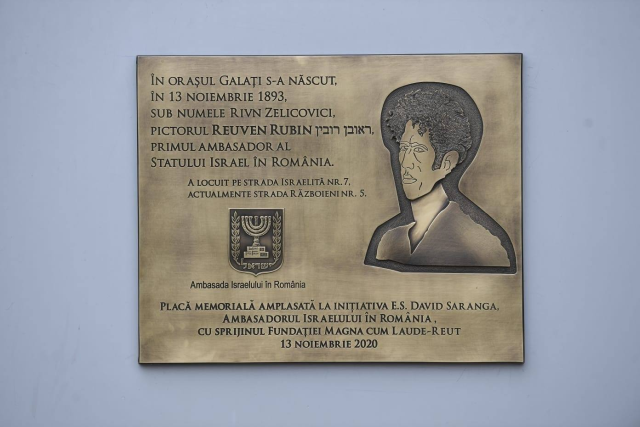 În orașul Galați s-a născut,
în 13 noiembrie 1893,
sub numele Rivn Zelicovici,
pictorul Reuven Rubin ראובן רובין,
primul ambasador al
Statului Israel în România.
A locuit pe strada Israelită nr. 7,
actualmente strada Războieni nr. 5.
ישראל
Ambasada Israelului în România
Placă memorială amplasată la inițiativa E.S. David Saranga,
Ambasadorul Israelului în România ,
cu sprijinul Fundației Magna cum Laude-Reut
13 noiembrie 2020